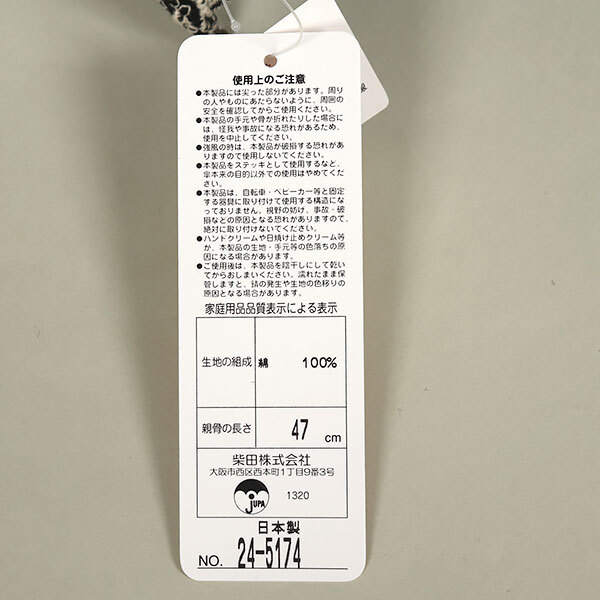 使用上のご注意
●本製品には尖った部分があります。周り
の人やものにあたらないように、周囲の
安全を確認してからご使用ください。
●本製品の手元や骨が折れたりした場合に
は、怪我や事故になる恐れがあるため、
使用を中止してください。
●強風の時は、本製品が破損する恐れがあ
りますので使用しないでください。
●本製品をステッキとして使用するなど、
傘本来の目的以外での使用はやめてくだ
さい。
●本製品は、自転車・ベビーカー等と固定
する器具に取り付けて使用する構造にな
っておりません。視野の妨げ、事故・破
損などの原因となる恐れがありますので、
絶対に取り付けないでください。
●ハンドクリームや日焼け止めクリーム等
が、本品の生地・手元等の色落ちの原
因になる場合があります。
●ご使用後は、本製品を陰干しにして乾い
てからおしまいください。濡れたまま保
管しますと、錆の発生や生地の色移りの
原因となる場合があります。
家庭用品品質表示による表示
生地の組成 綿 100%
親骨の長さ 47 cm
柴田株式会社
大阪市西区西本町1丁目9番3号
JUPA 1320
日本製
NO. 24-5174